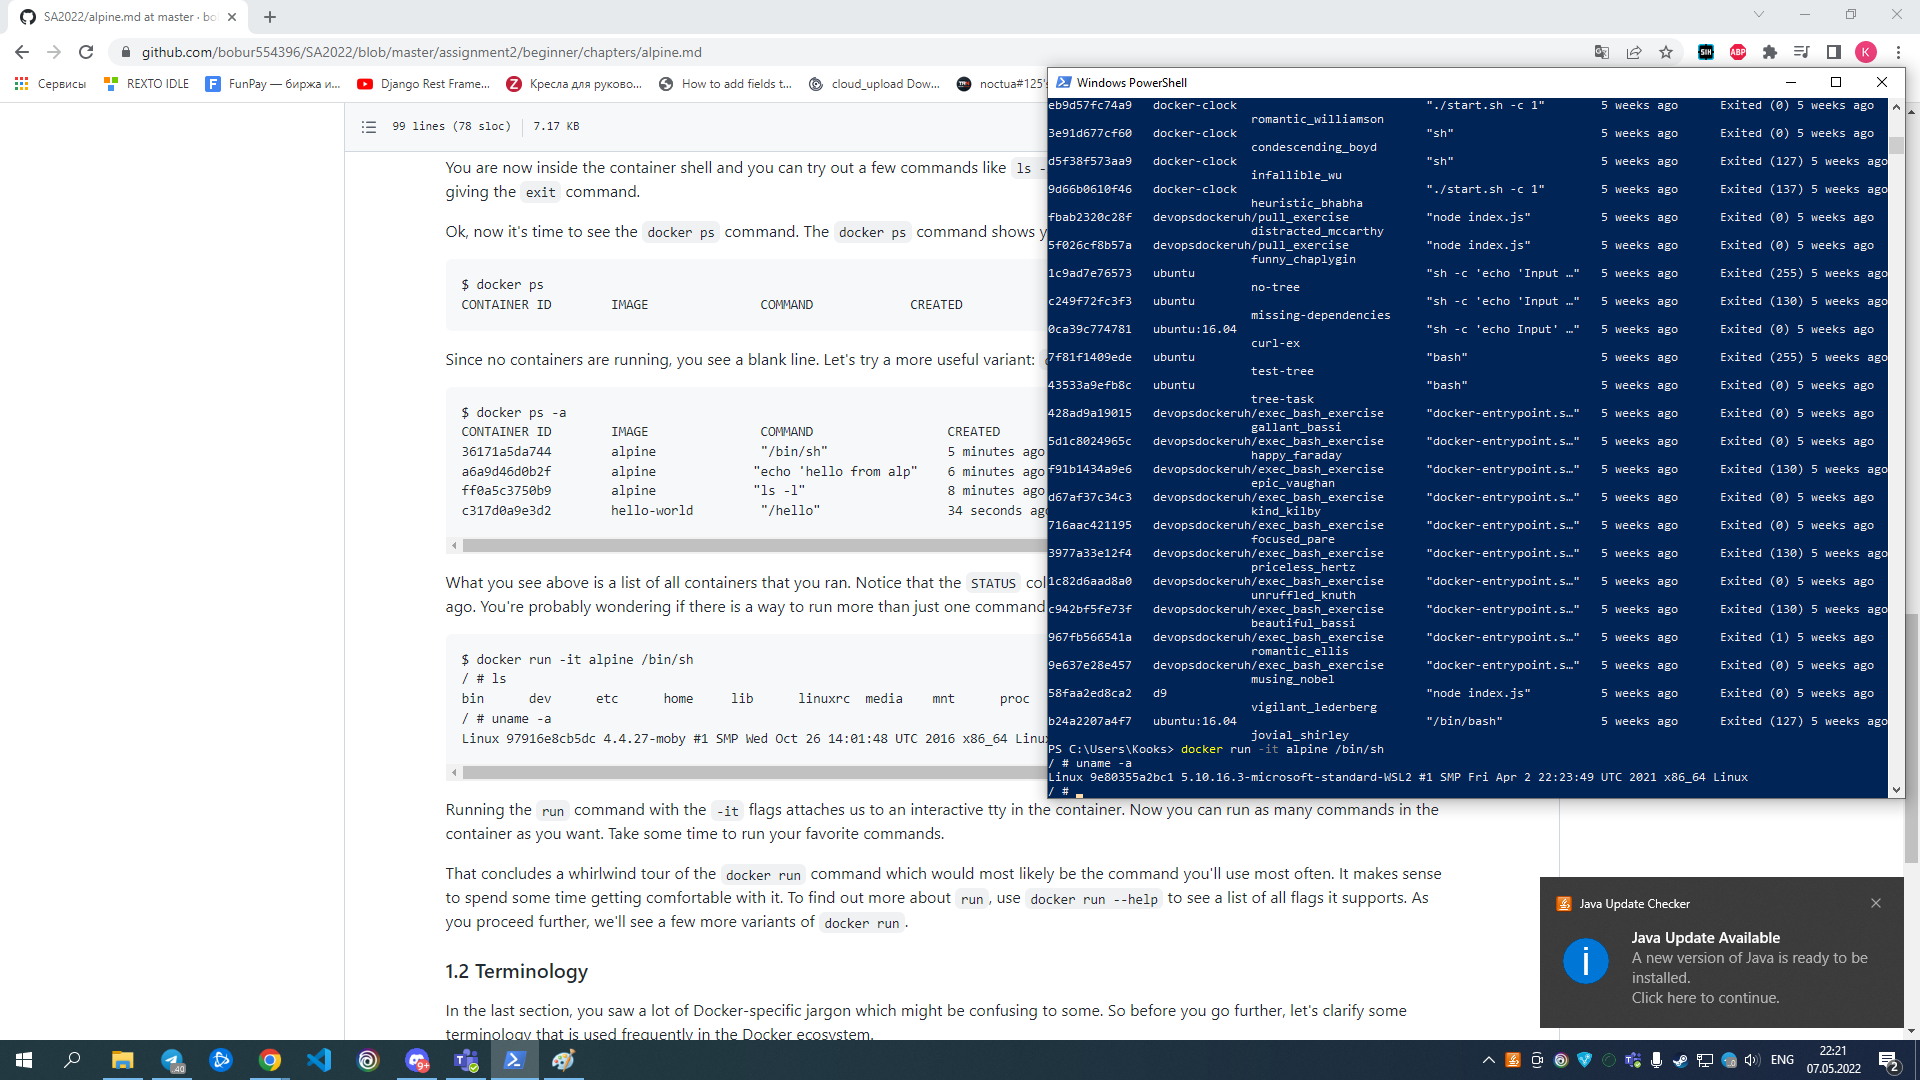 SA2022/alpine.md at master · bo
github.com/bobur554396/SA2022/blob/master/assignment2/beginner/chapters/alpine.md
Сервисы
REXTO IDLE
FunPay — биржа и...
Django Rest Frame...
Кресла для руково...
How to add fields t...
cloud_upload Dow...
noctua#125's
99 lines (78 sloc) 7.17 KB
You are now inside the container shell and you can try out a few commands like ls -
giving the exit command.
Ok, now it's time to see the docker ps command. The docker ps command shows y
$ docker ps
CONTAINER ID IMAGE COMMAND CREATED
Since no containers are running, you see a blank line. Let's try a more useful variant:
$ docker ps -a
CONTAINER ID IMAGE COMMAND CREATED
36171a5da744 alpine "/bin/sh" 5 minutes ago
a6a9d46d0b2f alpine "echo 'hello from alp" 6 minutes ago
ff0a5c3750b9 alpine "ls -l" 8 minutes ago
c317d0a9e3d2 hello-world "/hello" 34 seconds ago
What you see above is a list of all containers that you ran. Notice that the STATUS col
ago. You're probably wondering if there is a way to run more than just one command
$ docker run -it alpine /bin/sh
/ # ls
bin dev etc home lib linuxrc media mnt proc
/ # uname -a
Linux 97916e8cb5dc 4.4.27-moby #1 SMP Wed Oct 26 14:01:48 UTC 2016 x86_64 Linux
Running the run command with the -it flags attaches us to an interactive tty in the container. Now you can run as many commands in the
container as you want. Take some time to run your favorite commands.
That concludes a whirlwind tour of the docker run command which would most likely be the command you'll use most often. It makes sense
to spend some time getting comfortable with it. To find out more about run, use docker run --help to see a list of all flags it supports. As
you proceed further, we'll see a few more variants of docker run.
1.2 Terminology
In the last section, you saw a lot of Docker-specific jargon which might be confusing to some. So before you go further, let's clarify some
terminology that is used frequently in the Docker ecosystem.
Windows PowerShell
eb9d57fc74a9 docker-clock "./start.sh -c 1" 5 weeks ago Exited (0) 5 weeks ago
romantic_williamson
3e91d677cf60 docker-clock "sh" 5 weeks ago Exited (0) 5 weeks ago
condescending_boyd
d5f38f573aa9 docker-clock "sh" 5 weeks ago Exited (127) 5 weeks ago
infallible_wu
9d66b0610f46 docker-clock "./start.sh -c 1" 5 weeks ago Exited (137) 5 weeks ago
heuristic_bhabha
fbab2320c28f devopsdockeruh/pull_exercise "node index.js" 5 weeks ago Exited (0) 5 weeks ago
distracted_mccarthy
5f026cf8b57a devopsdockeruh/pull_exercise "node index.js" 5 weeks ago Exited (0) 5 weeks ago
funny_chaplygin
1c9ad7e76573 ubuntu "sh -c 'echo 'Input …" 5 weeks ago Exited (255) 5 weeks ago
no-tree
c249f72fc3f3 ubuntu "sh -c 'echo 'Input …" 5 weeks ago Exited (130) 5 weeks ago
missing-dependencies
0ca39c774781 ubuntu:16.04 "sh -c 'echo Input' …" 5 weeks ago Exited (0) 5 weeks ago
curl-ex
7f81f1409ede ubuntu "bash" 5 weeks ago Exited (255) 5 weeks ago
test-tree
43533a9efb8c ubuntu "bash" 5 weeks ago Exited (0) 5 weeks ago
tree-task
428ad9a19015 devopsdockeruh/exec_bash_exercise "docker-entrypoint.s…" 5 weeks ago Exited (0) 5 weeks ago
gallant_bassi
5d1c8024965c devopsdockeruh/exec_bash_exercise "docker-entrypoint.s…" 5 weeks ago Exited (0) 5 weeks ago
happy_faraday
f91b1434a9e6 devopsdockeruh/exec_bash_exercise "docker-entrypoint.s…" 5 weeks ago Exited (130) 5 weeks ago
epic_vaughan
d67af37c34c3 devopsdockeruh/exec_bash_exercise "docker-entrypoint.s…" 5 weeks ago Exited (0) 5 weeks ago
kind_kilby
716aac421195 devopsdockeruh/exec_bash_exercise "docker-entrypoint.s…" 5 weeks ago Exited (0) 5 weeks ago
focused_pare
3977a33e12f4 devopsdockeruh/exec_bash_exercise "docker-entrypoint.s…" 5 weeks ago Exited (130) 5 weeks ago
priceless_hertz
1c82d6aad8a0 devopsdockeruh/exec_bash_exercise "docker-entrypoint.s…" 5 weeks ago Exited (0) 5 weeks ago
unruffled_knuth
c942bf5fe73f devopsdockeruh/exec_bash_exercise "docker-entrypoint.s…" 5 weeks ago Exited (130) 5 weeks ago
beautiful_bassi
967fb566541a devopsdockeruh/exec_bash_exercise "docker-entrypoint.s…" 5 weeks ago Exited (1) 5 weeks ago
romantic_ellis
9e637e28e457 devopsdockeruh/exec_bash_exercise "docker-entrypoint.s…" 5 weeks ago Exited (0) 5 weeks ago
musing_nobel
58faa2ed8ca2 d9 "node index.js" 5 weeks ago Exited (0) 5 weeks ago
vigilant_lederberg
b24a2207a4f7 ubuntu:16.04 "/bin/bash" 5 weeks ago Exited (127) 5 weeks ago
jovial_shirley
PS C:\Users\Kooks> docker run -it alpine /bin/sh
/ # uname -a
Linux 9e80355a2bc1 5.10.16.3-microsoft-standard-WSL2 #1 SMP Fri Apr 2 22:23:49 UTC 2021 x86_64 Linux
/ #
Java Update Checker
Java Update Available
A new version of Java is ready to be
installed.
Click here to continue.
ENG
22:21
07.05.2022
2